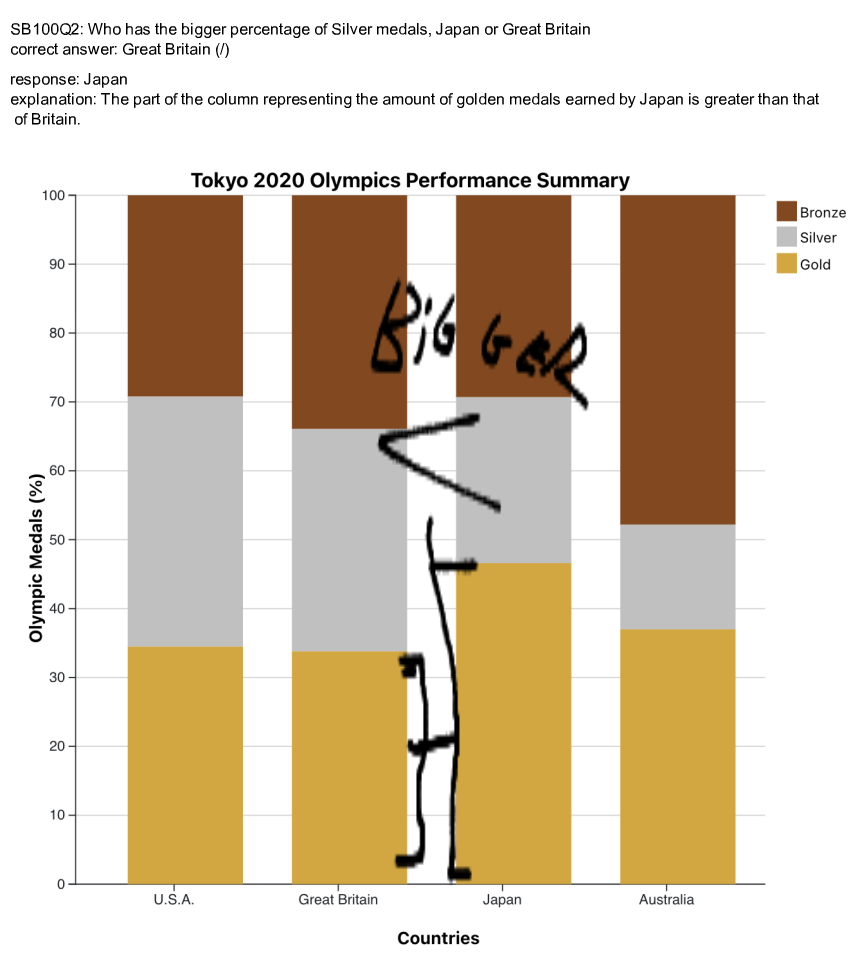 SB100Q2: Who has the bigger percentage of Silver medals, Japan or Great Britain
correct answer: Great Britain (/)
response: Japan
explanation: The part of the column representing the amount of golden medals earned by Japan is greater than that
of Britain.
Tokyo 2020 Olympics Performance Summary
Bronze
Silver
Gold
Olympic Medals (%)
100
90
80
70
60
50
40
30
20
10
0
BiGGER
U.S.A.
Great Britain
Japan
Australia
Countries